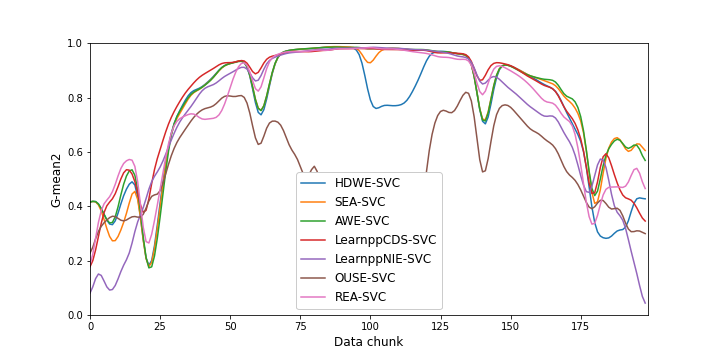 1.0
0.8
0.6
0.4
0.2
0.0
G-mean2
HDWE-SVC
SEA-SVC
AWE-SVC
LearnppCDS-SVC
LearnppNIE-SVC
OUSE-SVC
REA-SVC
0 25 50 75 100 125 150 175
Data chunk